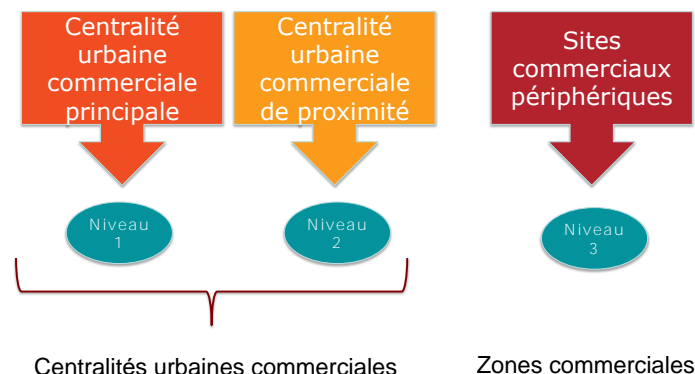 Centralité
urbaine
commerciale
principale
Centralité
urbaine
commerciale
de proximité
Sites
commerciaux
périphériques
Niveau
1
Niveau
2
Niveau
3
Centralités urbaines commerciales
Zones commerciales